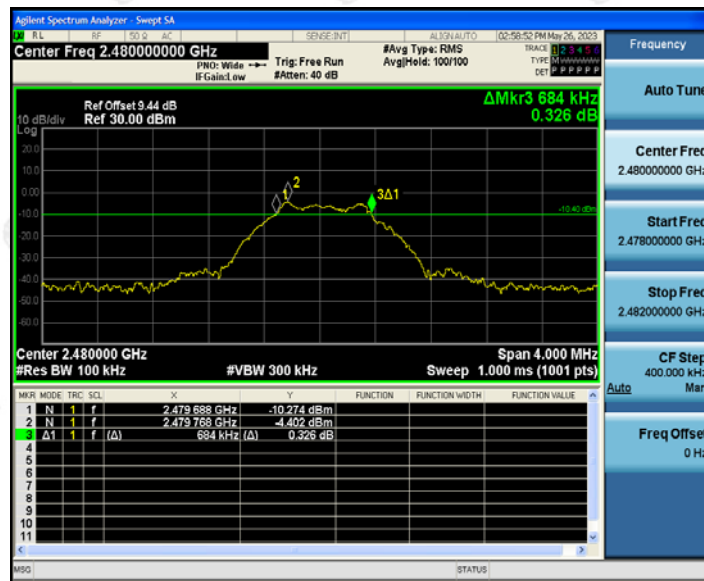 Agilent Spectrum Analyzer - Swept SA
RL RF 50 Ω AC SENSE:INT ALIGN AUTO 02:58:52 PM May 26, 2023
Center Freq 2.480000000 GHz
PNO: Wide
IFGain:Low
Trig: Free Run
#Atten: 40 dB
#Avg Type: RMS
Avg|Hold: 100/100
TRACE 1 2 3 4 5 6
TYPE M
DET P P P P P P
ΔMkr3 684 kHz
0.326 dB
Ref Offset 9.44 dB
10 dB/div Ref 30.00 dBm
Log
20.0
10.0
0.00
-10.0
-20.0
-30.0
-40.0
-50.0
-60.0
1
2
3Δ1
-10.40 dBm
Center 2.480000 GHz Span 4.000 MHz
#Res BW 100 kHz #VBW 300 kHz Sweep 1.000 ms (1001 pts)
MKR MODE TRC SCL X Y FUNCTION FUNCTION WIDTH FUNCTION VALUE
1 N 1 f 2.479 688 GHz -10.274 dBm
2 N 1 f 2.479 768 GHz -4.402 dBm
3 Δ1 1 f (Δ) 684 kHz (Δ) 0.326 dB
4
5
6
7
8
9
10
11
MSG STATUS
Frequency
Auto Tune
Center Freq
2.480000000 GHz
Start Freq
2.478000000 GHz
Stop Freq
2.482000000 GHz
CF Step
400.000 kHz
Auto Man
Freq Offset
0 Hz